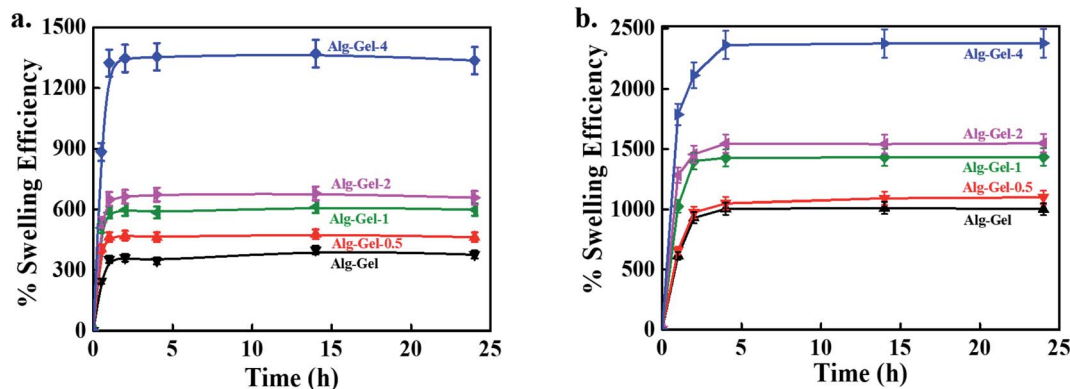 a.
% Swelling Efficiency
1500
1200
900
600
300
0
Alg-Gel-4
Alg-Gel-2
Alg-Gel-1
Alg-Gel-0.5
Alg-Gel
0 5 10 15 20 25
Time (h)
b.
% Swelling Efficiency
2500
2000
1500
1000
500
0
Alg-Gel-4
Alg-Gel-2
Alg-Gel-1
Alg-Gel-0.5
Alg-Gel
0 5 10 15 20 25
Time (h)